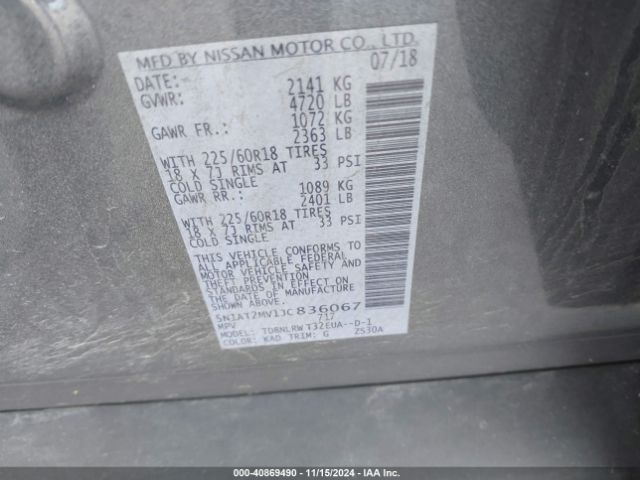 MFD BY NISSAN MOTOR CO., LTD.
DATE: 07/18
GVWR: 2141 KG
4720 LB
GAWR FR.: 1072 KG
2363 LB
WITH 225/60R18 TIRES
18 X 7J RIMS AT 33 PSI
COLD SINGLE
GAWR RR.: 1089 KG
2401 LB
WITH 225/60R18 TIRES
18 X 7J RIMS AT 33 PSI
COLD SINGLE
THIS VEHICLE CONFORMS TO
ALL APPLICABLE FEDERAL
MOTOR VEHICLE SAFETY AND
THEFT PREVENTION
STANDARDS IN EFFECT ON
THE DATE OF MANUFACTURE
SHOWN ABOVE.
5N1AT2MV1JC836067
MPV 717
TDBNLRW T32EUA--D-1
COLOR: KAD TRIM: G ZS30A
000-40869490 - 11/15/2024 - IAA Inc.